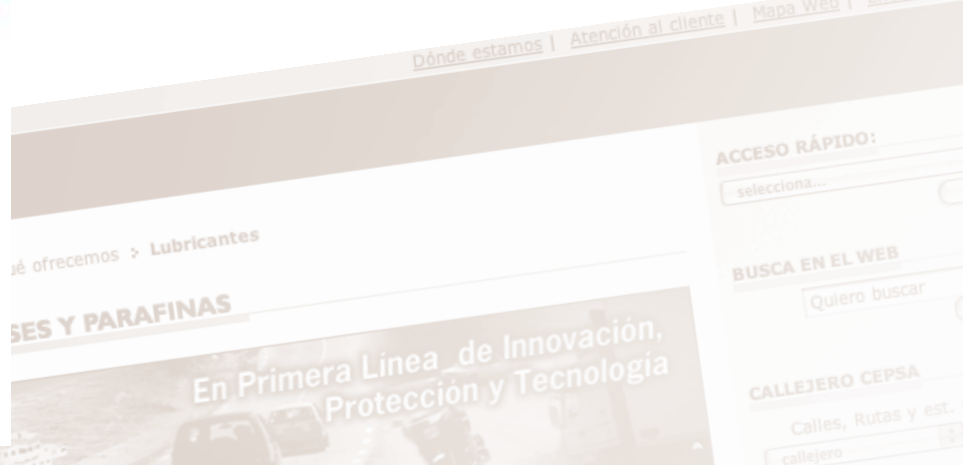 Dónde estamos | Atención al cliente | Mapa Web |
ACCESO RÁPIDO:
selecciona...
ué ofrecemos > Lubricantes
SES Y PARAFINAS
En Primera Línea de Innovación,
Protección y Tecnología
BUSCA EN EL WEB
Quiero buscar
CALLEJERO CEPSA
Calles, Rutas y est.
callejero